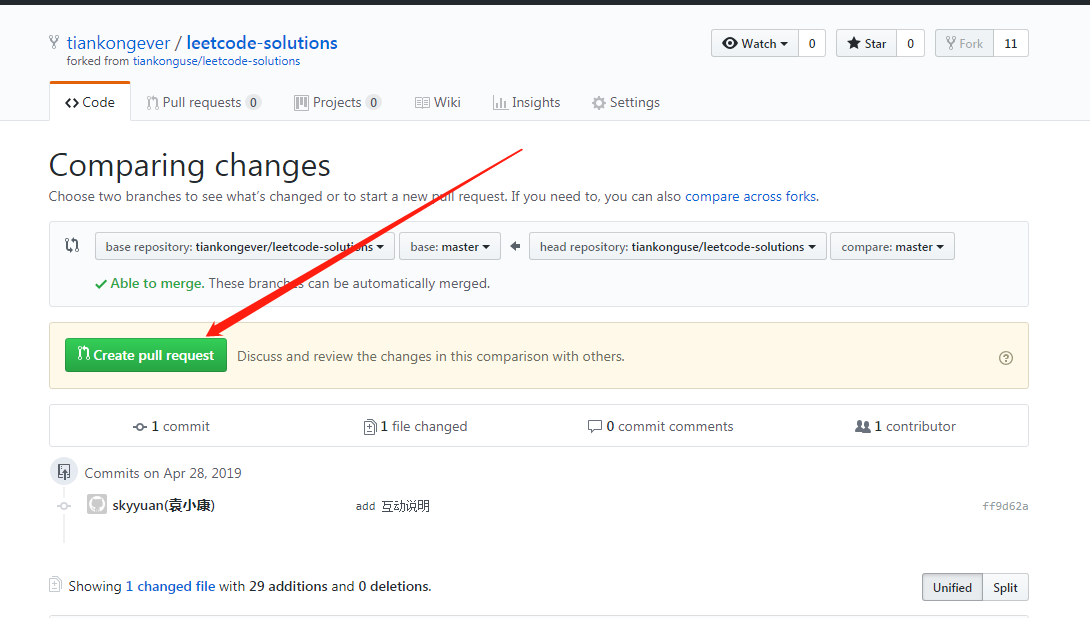 tiankongever / leetcode-solutions
forked from tiankonguse/leetcode-solutions
Watch 0 Star 0 Fork 11
Code Pull requests 0 Projects 0 Wiki Insights Settings
Comparing changes
Choose two branches to see what's changed or to start a new pull request. If you need to, you can also compare across forks.
base repository: tiankongever/leetcode-solutions base: master head repository: tiankonguse/leetcode-solutions compare: master
Able to merge. These branches can be automatically merged.
Create pull request Discuss and review the changes in this comparison with others.
1 commit 1 file changed 0 commit comments 1 contributor
Commits on Apr 28, 2019
skyyuan(袁小康) add 互动说明 ff9d62a
Showing 1 changed file with 29 additions and 0 deletions. Unified Split